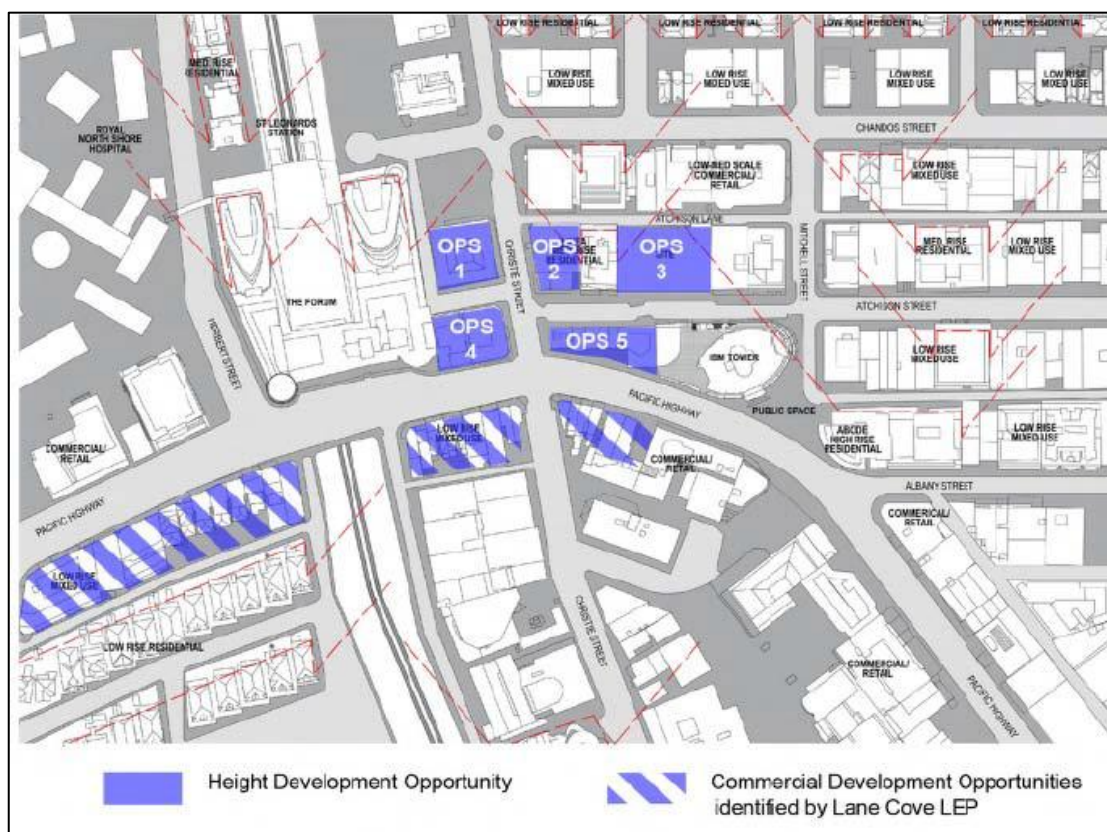 LOW RISE RESIDENTIAL
LOW RISE RESIDENTIAL
LOW RISE RESIDENTIAL
LOW RISE RESIDENTIAL
MED RISE
RESIDENTIAL
LOW RISE
MIXED USE
LOW RISE
MIXED USE
LOW RISE
MIXED USE
LOW RISE
MIXED USE
ROYAL
NORTH SHORE
HOSPITAL
ST LEONARDS
STATION
CHANDOS STREET
LOW-MED SCALE
COMMERCIAL/
RETAIL
LOW RISE
MIXED USE
ATCHISON LANE
OPS
1
CHRISTIE STREET
OPS
2
RISE
RESIDENTIAL
OPS
SITE
3
MITCHELL STREET
MED RISE
RESIDENTIAL
LOW RISE
MIXED USE
THE FORUM
ATCHISON STREET
HERBERT STREET
OPS
4
OPS 5
IBM TOWER
LOW RISE
MIXED USE
PACIFIC HIGHWAY
PUBLIC SPACE
LOW RISE
MIXED USE
ABCDE
HIGH RISE
RESIDENTIAL
LOW RISE
MIXED USE
COMMERCIAL/
RETAIL
COMMERCIAL/
RETAIL
ALBANY STREET
PACIFIC HIGHWAY
COMMERICAL/
RETAIL
LOW RISE
MIXED USE
CHRISTIE STREET
LOW RISE RESIDENTIAL
COMMERCIAL/
RETAIL
PACIFIC HIGHWAY
Height Development Opportunity
Commercial Development Opportunities
identified by Lane Cove LEP